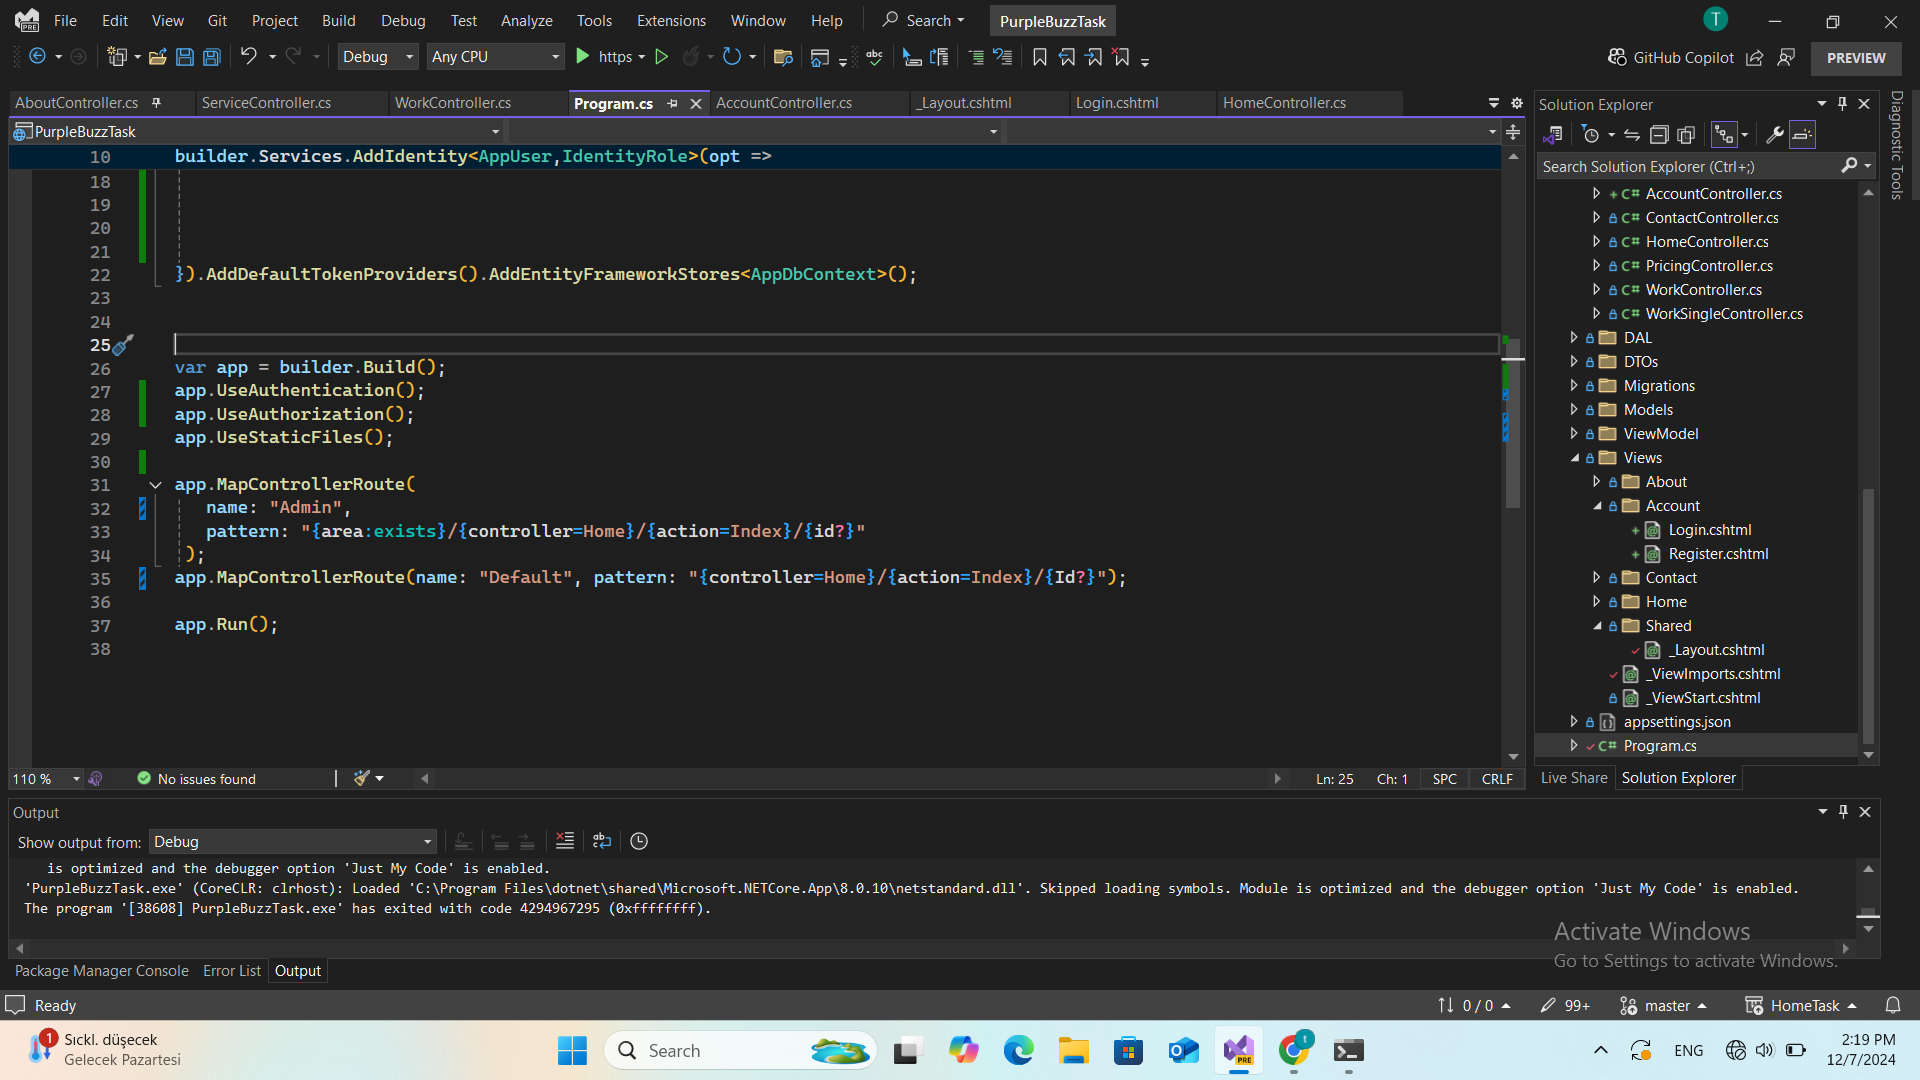 File Edit View Git Project Build Debug Test Analyze Tools Extensions Window Help Search PurpleBuzzTask T
Debug Any CPU https GitHub Copilot PREVIEW
AboutController.cs ServiceController.cs WorkController.cs Program.cs AccountController.cs _Layout.cshtml Login.cshtml HomeController.cs
PurpleBuzzTask
10 builder.Services.AddIdentity<AppUser,IdentityRole>(opt =>
18
19
20
21
22 }).AddDefaultTokenProviders().AddEntityFrameworkStores<AppDbContext>();
23
24
25
26 var app = builder.Build();
27 app.UseAuthentication();
28 app.UseAuthorization();
29 app.UseStaticFiles();
30
31 app.MapControllerRoute(
32 name: "Admin",
33 pattern: "{area:exists}/{controller=Home}/{action=Index}/{id?}"
34 );
35 app.MapControllerRoute(name: "Default", pattern: "{controller=Home}/{action=Index}/{Id?}");
36
37 app.Run();
38
110 % No issues found Ln: 25 Ch: 1 SPC CRLF
Solution Explorer
Search Solution Explorer (Ctrl+;)
C# AccountController.cs
C# ContactController.cs
C# HomeController.cs
C# PricingController.cs
C# WorkController.cs
C# WorkSingleController.cs
DAL
DTOs
Migrations
Models
ViewModel
Views
About
Account
Login.cshtml
Register.cshtml
Contact
Home
Shared
_Layout.cshtml
_ViewImports.cshtml
_ViewStart.cshtml
appsettings.json
C# Program.cs
Live Share Solution Explorer
Diagnostic Tools
Output
Show output from: Debug
is optimized and the debugger option 'Just My Code' is enabled.
'PurpleBuzzTask.exe' (CoreCLR: clrhost): Loaded 'C:\Program Files\dotnet\shared\Microsoft.NETCore.App\8.0.10\netstandard.dll'. Skipped loading symbols. Module is optimized and the debugger option 'Just My Code' is enabled.
The program '[38608] PurpleBuzzTask.exe' has exited with code 4294967295 (0xffffffff).
Activate Windows
Go to Settings to activate Windows.
Package Manager Console Error List Output
Ready 0 / 0 99+ master HomeTask
1 Sıckl. düşecek
Gelecek Pazartesi
Search
PRE
t
ENG
2:19 PM
12/7/2024